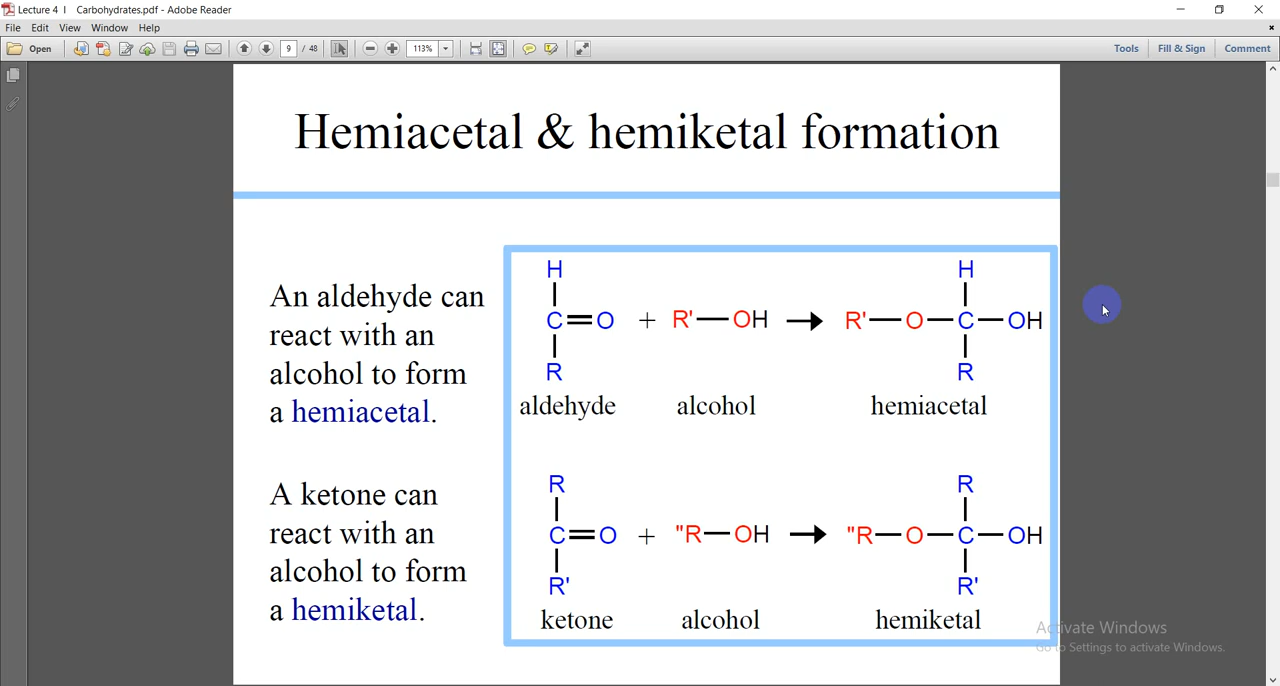 Lecture 4 I Carbohydrates.pdf - Adobe Reader
File Edit View Window Help
Open 9 / 48 113% Tools Fill & Sign Comment
Hemiacetal & hemiketal formation
An aldehyde can
react with an
alcohol to form
a hemiacetal.
H
C=O + R'—OH → R'—O—C—OH
R
aldehyde alcohol hemiacetal
H
R
A ketone can
react with an
alcohol to form
a hemiketal.
R
C=O + "R—OH → "R—O—C—OH
R'
ketone alcohol hemiketal
R
R'
Activate Windows
Go to Settings to activate Windows.